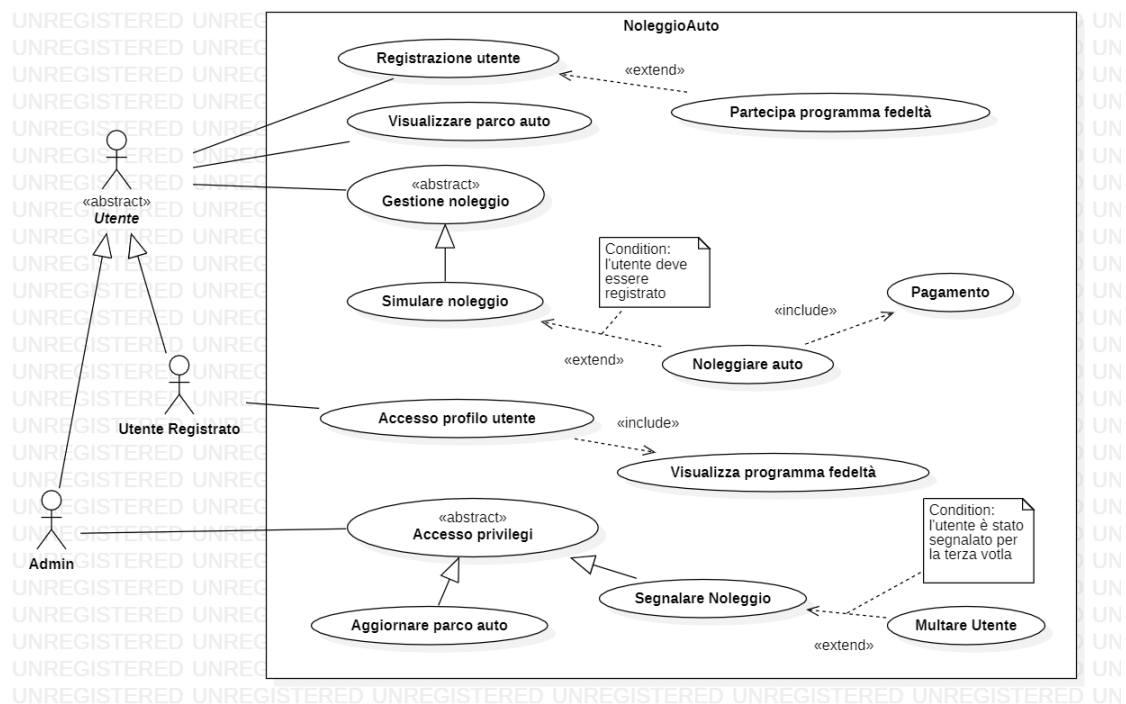 NoleggioAuto
Registrazione utente
«extend»
Partecipa programma fedeltà
Visualizzare parco auto
«abstract»
Utente
«abstract»
Gestione noleggio
Condition:
l'utente deve
essere
registrato
Simulare noleggio
«extend»
Noleggiare auto
«include»
Pagamento
Utente Registrato
Accesso profilo utente
«include»
Visualizza programma fedeltà
Admin
«abstract»
Accesso privilegi
Condition:
l'utente è stato
segnalato per
la terza votla
Segnalare Noleggio
Aggiornare parco auto
«extend»
Multare Utente
UNREGISTERED UNREGISTERED UNREGISTERED UNREGISTERED UNREGISTERED UNREGISTERED UN